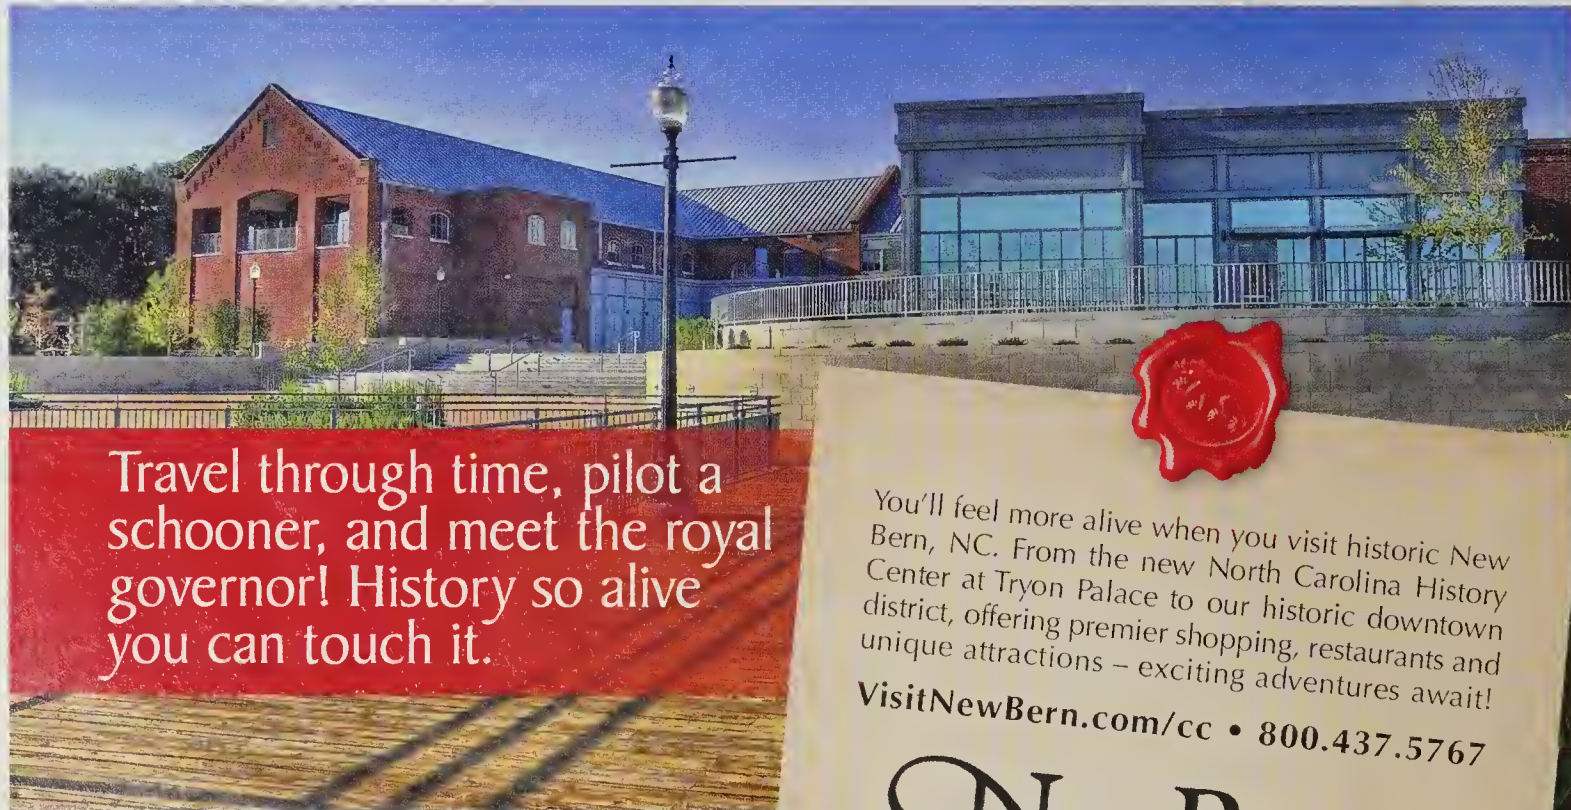 Travel through time, pilot a
schooner, and meet the royal
governor! History so alive
you can touch it.
You'll feel more alive when you visit historic New
Bern, NC. From the new North Carolina History
Center at Tryon Palace to our historic downtown
district, offering premier shopping, restaurants and
unique attractions – exciting adventures await!
VisitNewBern.com/cc • 800.437.5767